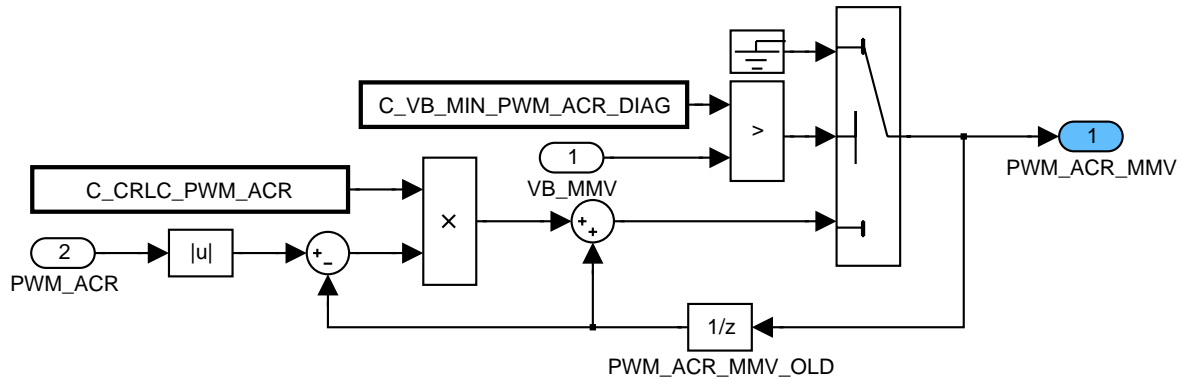 C_VB_MIN_PWM_ACR_DIAG
>
1
VB_MMV
1
PWM_ACR_MMV
C_CRLC_PWM_ACR
×
+
+
2
PWM_ACR
|u|
+
−
1/z
PWM_ACR_MMV_OLD